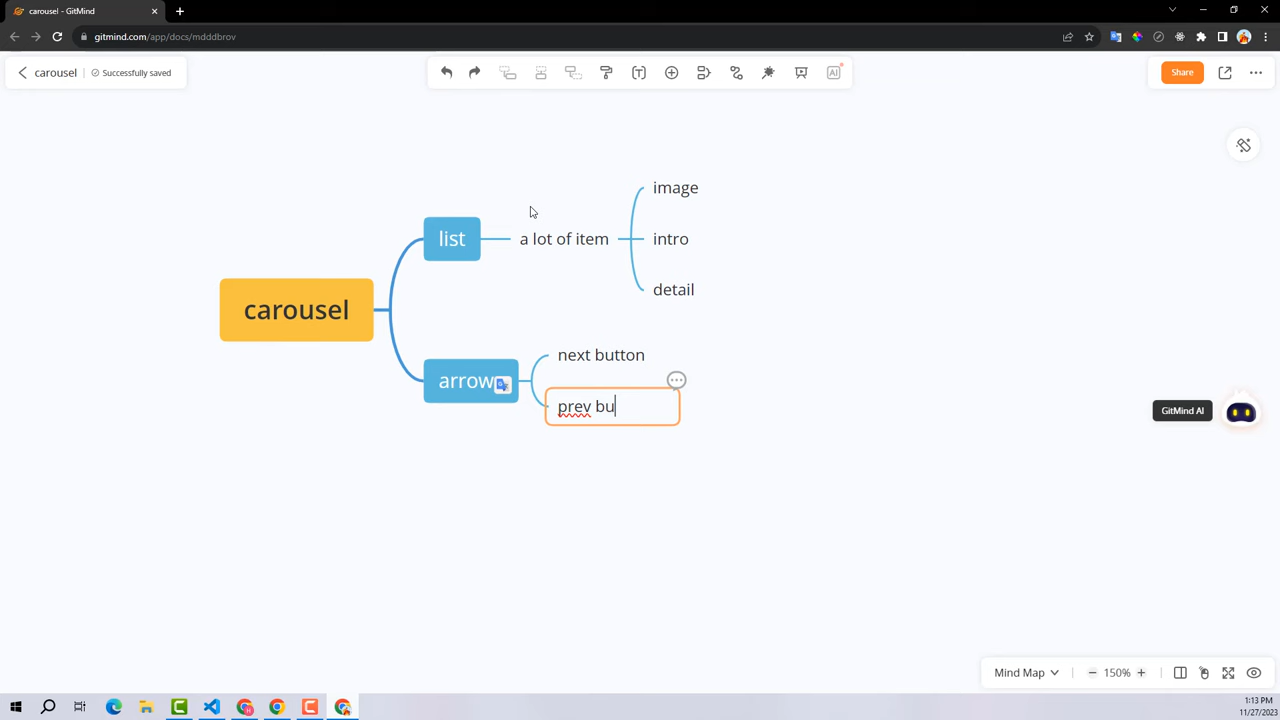 carousel - GitMind
gitmind.com/app/docs/mdddbrov
carousel
Successfully saved
AI
Share
image
list
a lot of item
intro
detail
carousel
next button
arrow
prev bu
GitMind AI
Mind Map
150%
1:13 PM
11/27/2023